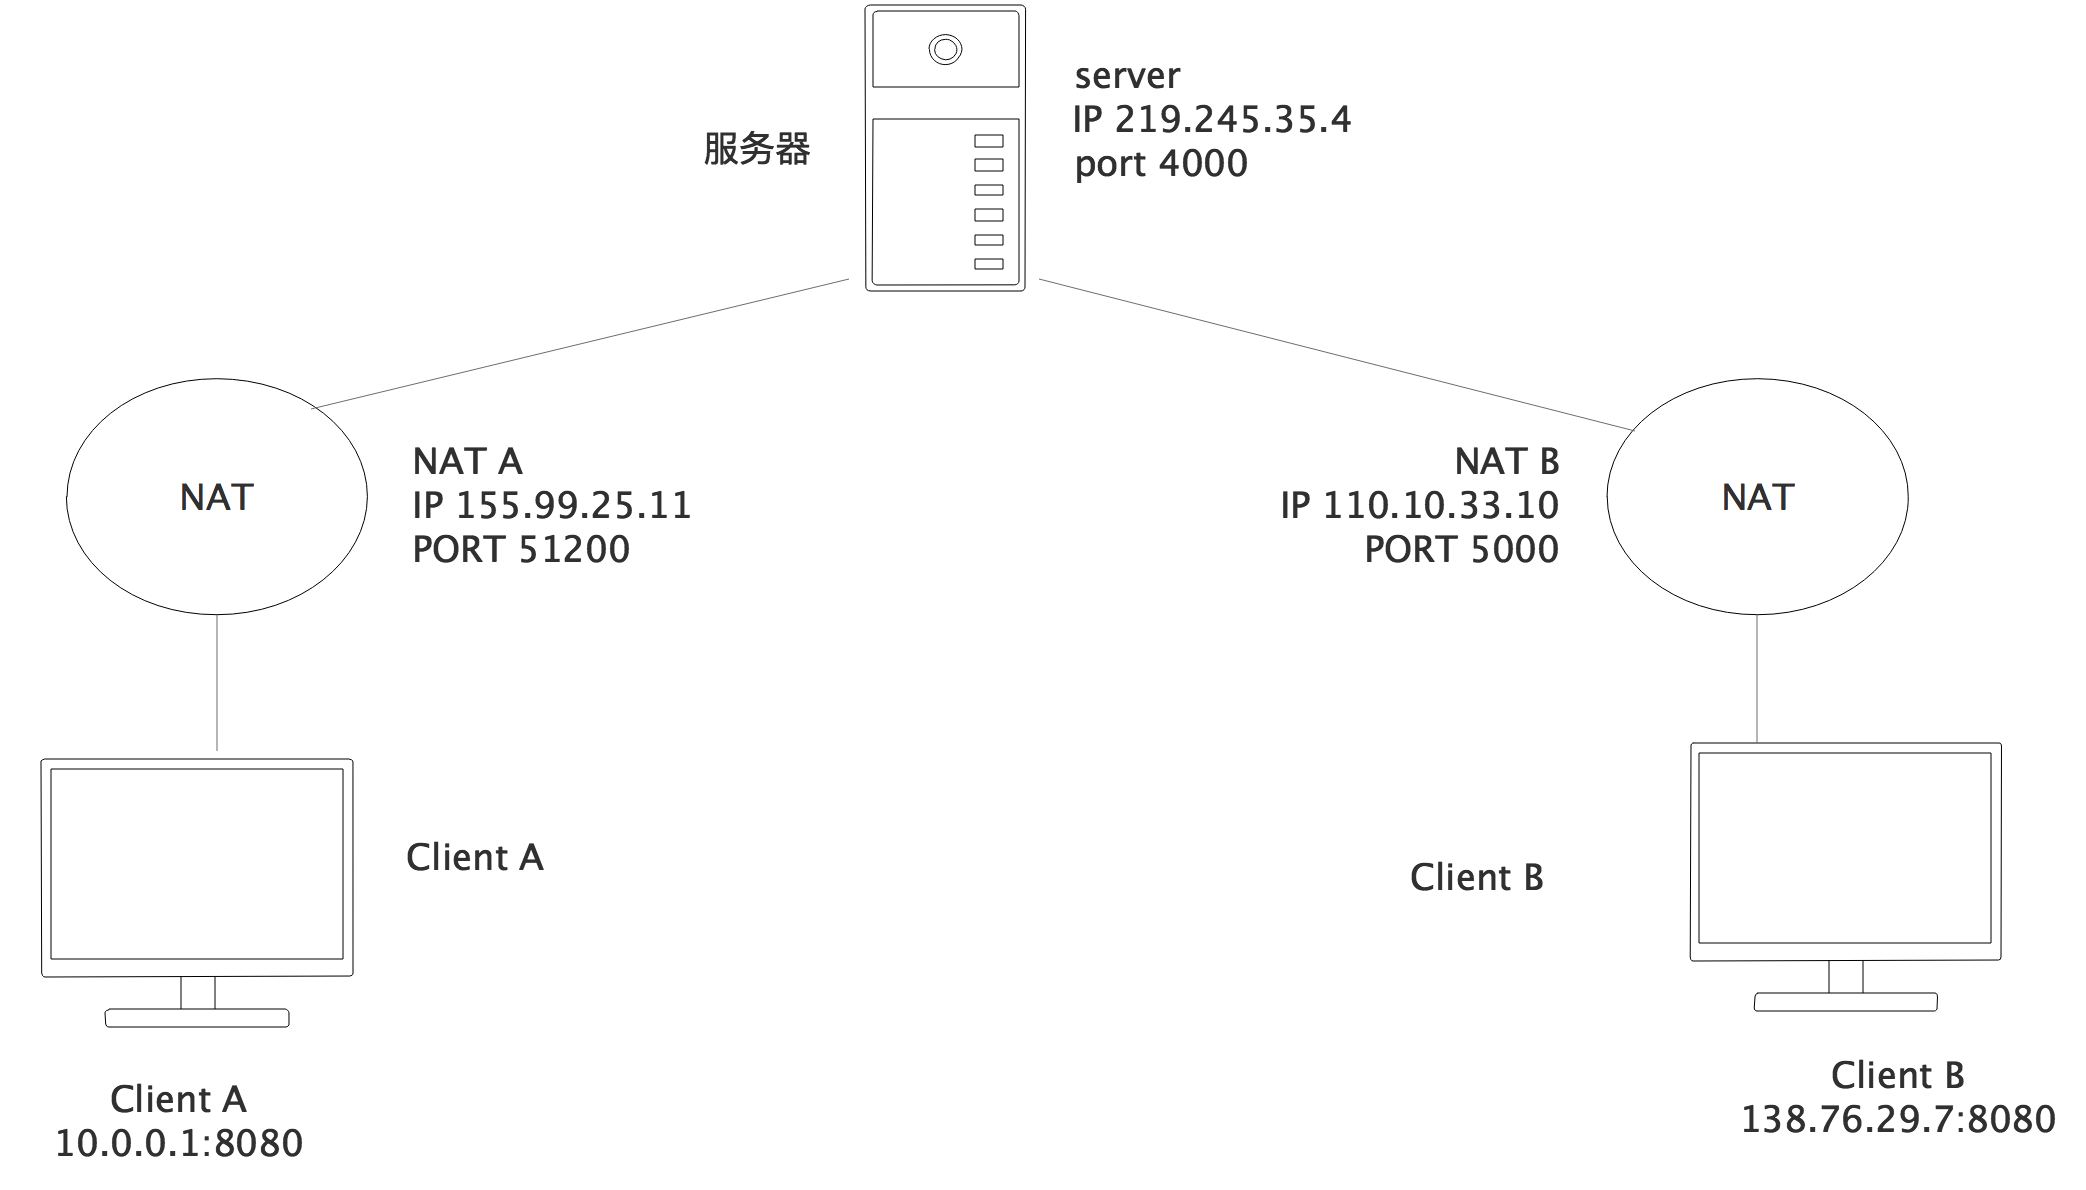 server
IP 219.245.35.4
port 4000
服务器
NAT
NAT A
IP 155.99.25.11
PORT 51200
NAT B
IP 110.10.33.10
PORT 5000
NAT
Client A
Client B
Client A
10.0.0.1:8080
Client B
138.76.29.7:8080